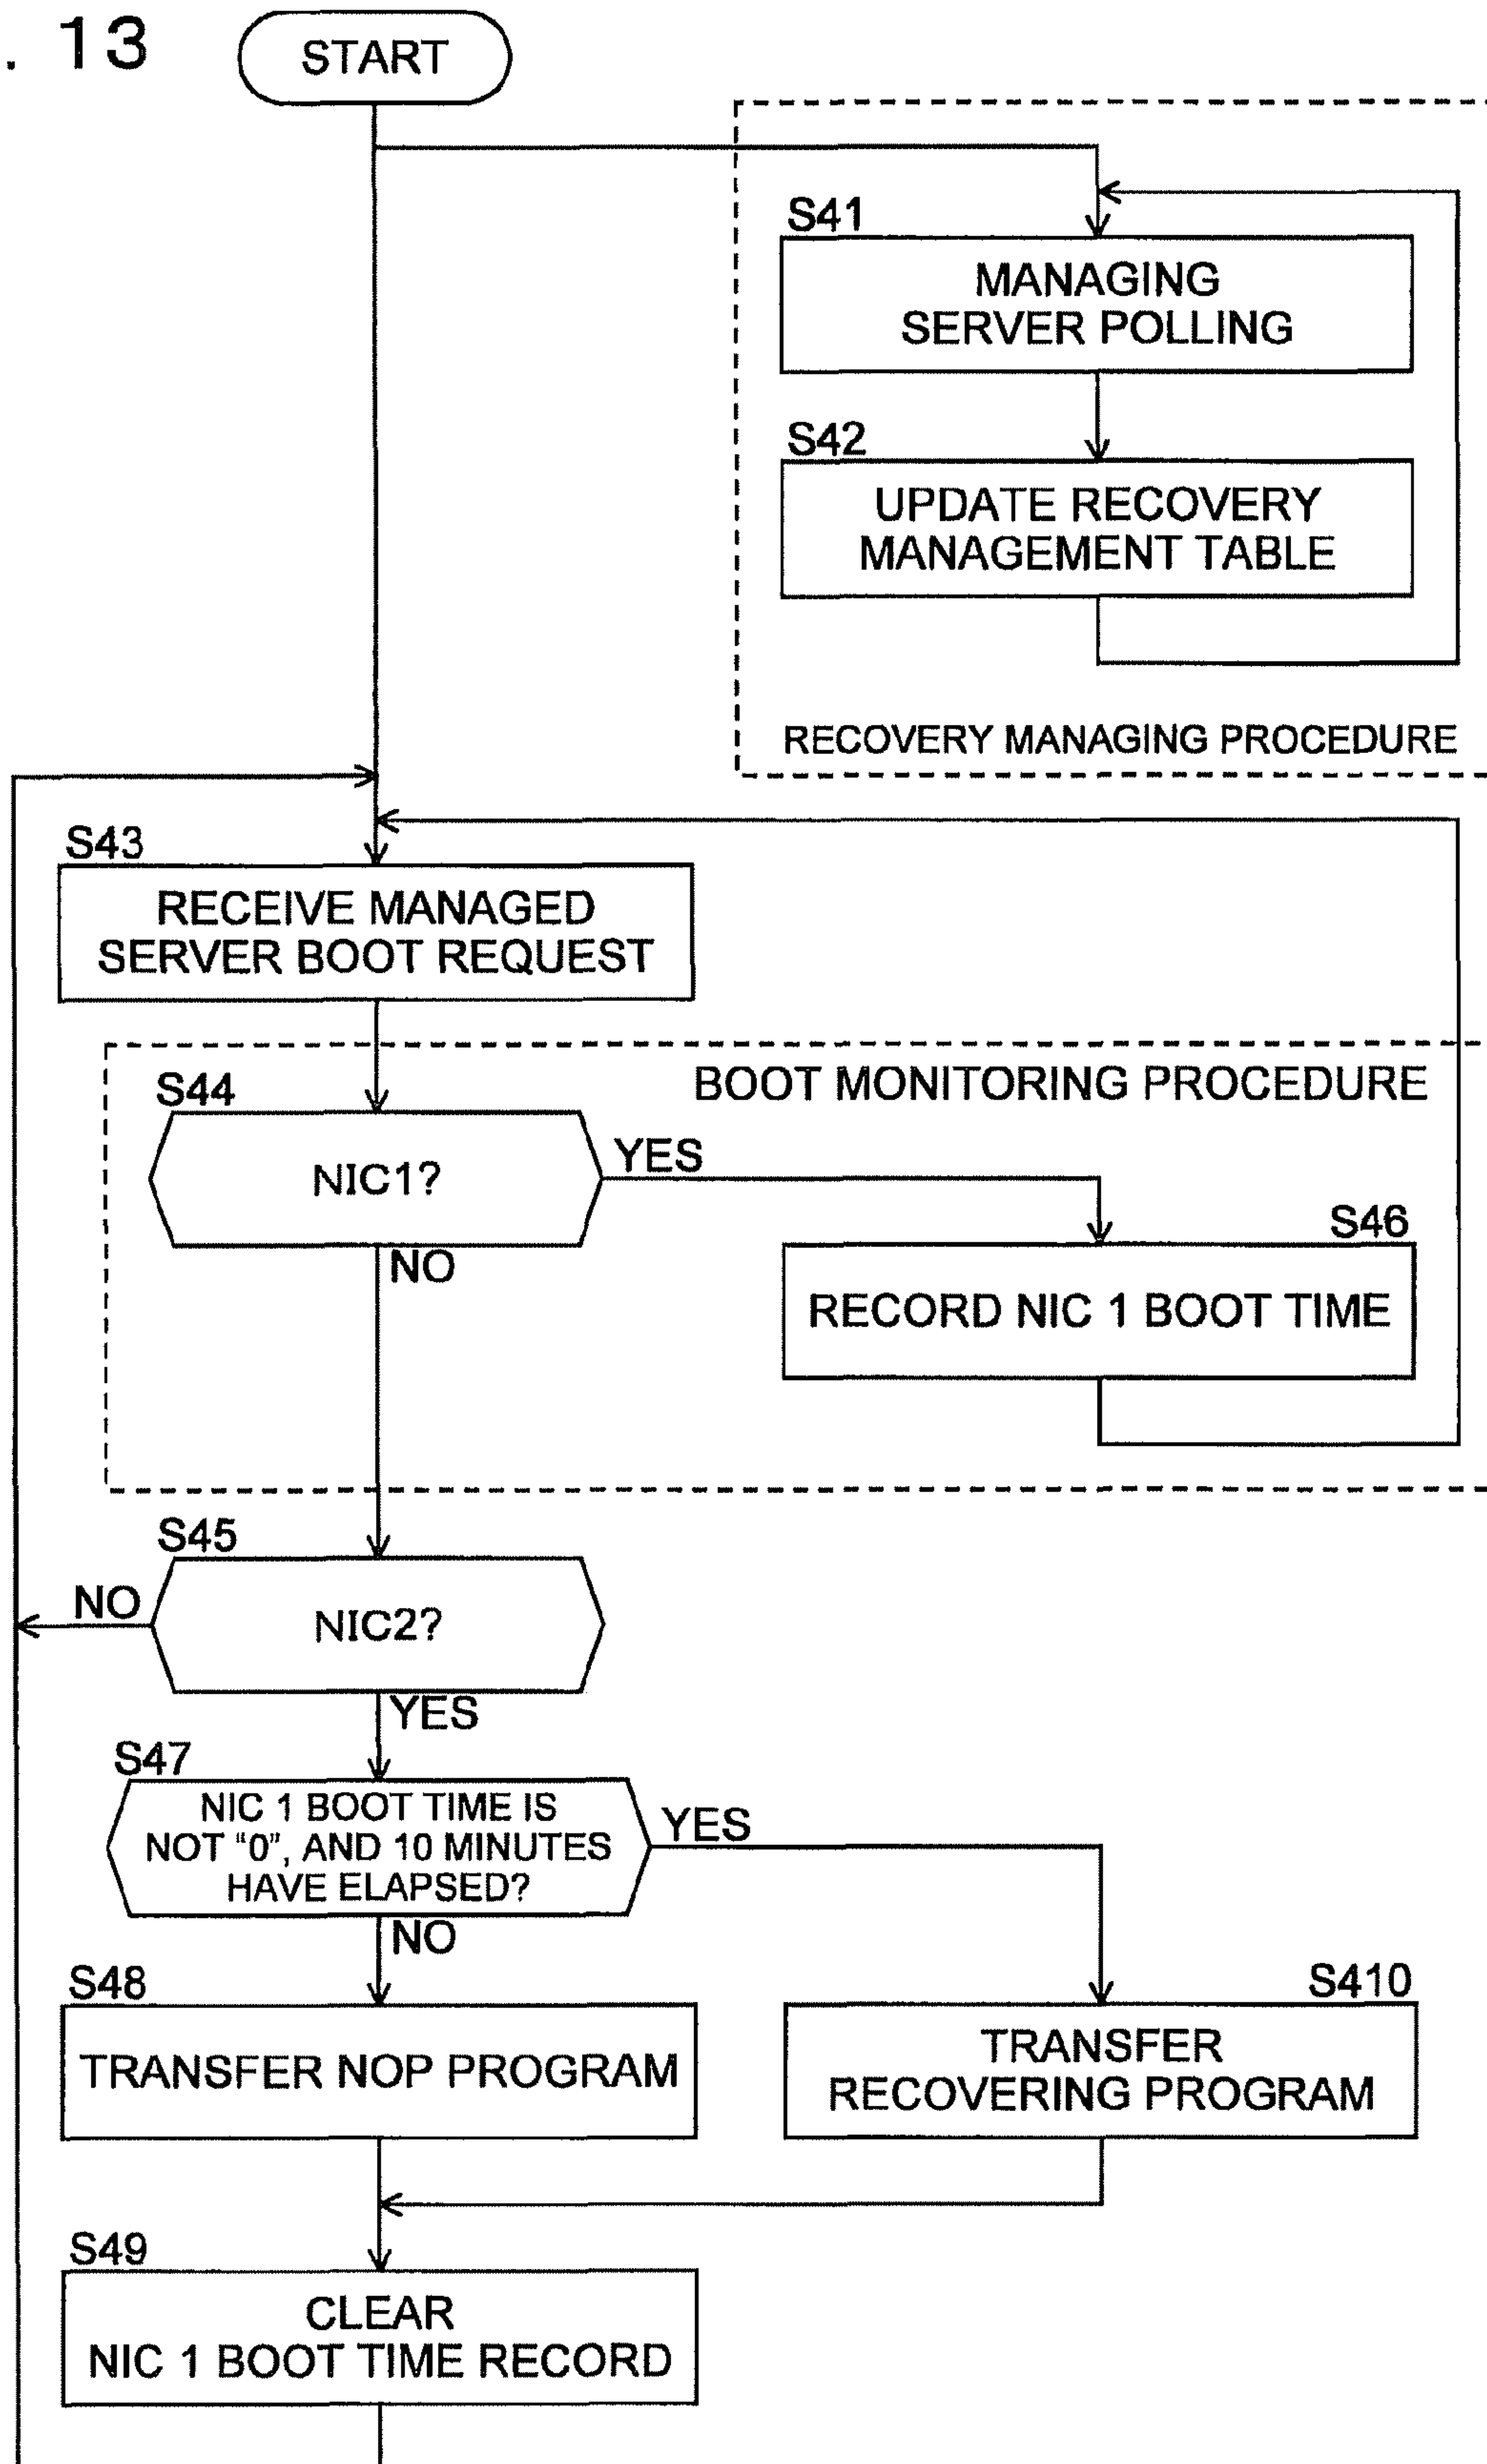 . 13
START
S41
MANAGING
SERVER POLLING
S42
UPDATE RECOVERY
MANAGEMENT TABLE
RECOVERY MANAGING PROCEDURE
S43
RECEIVE MANAGED
SERVER BOOT REQUEST
BOOT MONITORING PROCEDURE
S44
NIC1?
YES
NO
S46
RECORD NIC 1 BOOT TIME
S45
NO
NIC2?
YES
S47
NIC 1 BOOT TIME IS
NOT "0", AND 10 MINUTES
HAVE ELAPSED?
YES
NO
S48
TRANSFER NOP PROGRAM
S410
TRANSFER
RECOVERING PROGRAM
S49
CLEAR
NIC 1 BOOT TIME RECORD